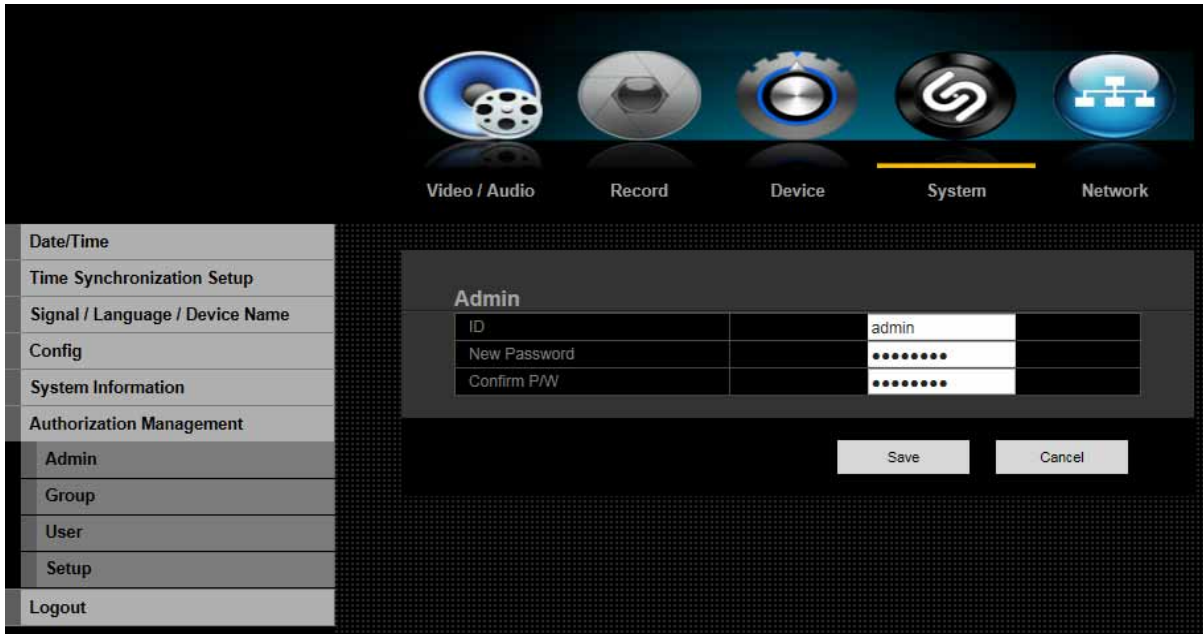 Video / Audio
Record
Device
System
Network
Date/Time
Time Synchronization Setup
Signal / Language / Device Name
Config
System Information
Authorization Management
Admin
Group
User
Setup
Logout
Admin
ID admin
New Password ●●●●●●●●
Confirm P/W ●●●●●●●●
Save Cancel